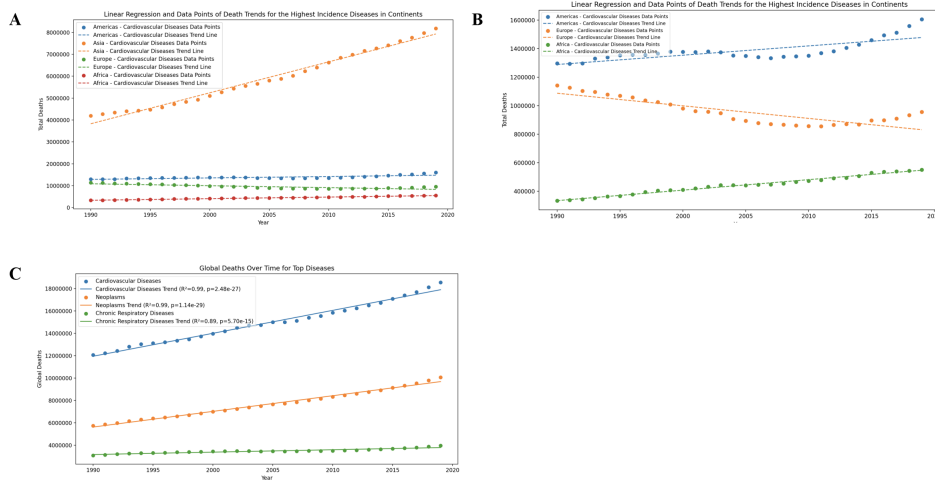 A
Linear Regression and Data Points of Death Trends for the Highest Incidence Diseases in Continents
Americas - Cardiovascular Diseases Data Points
Americas - Cardiovascular Diseases Trend Line
Asia - Cardiovascular Diseases Data Points
Asia - Cardiovascular Diseases Trend Line
Europe - Cardiovascular Diseases Data Points
Europe - Cardiovascular Diseases Trend Line
Africa - Cardiovascular Diseases Data Points
Africa - Cardiovascular Diseases Trend Line
Total Deaths
8000000
7000000
6000000
5000000
4000000
3000000
2000000
1000000
0
1990 1995 2000 2005 2010 2015 2020
Year
B
Linear Regression and Data Points of Death Trends for the Highest Incidence Diseases in Continents
Americas - Cardiovascular Diseases Data Points
Americas - Cardiovascular Diseases Trend Line
Europe - Cardiovascular Diseases Data Points
Europe - Cardiovascular Diseases Trend Line
Africa - Cardiovascular Diseases Data Points
Africa - Cardiovascular Diseases Trend Line
Total Deaths
1600000
1400000
1200000
1000000
800000
600000
400000
1990 1995 2000 2005 2010 2015
C
Global Deaths Over Time for Top Diseases
Cardiovascular Diseases
Cardiovascular Diseases Trend (R²=0.99, p=2.48e-27)
Neoplasms
Neoplasms Trend (R²=0.99, p=1.14e-29)
Chronic Respiratory Diseases
Chronic Respiratory Diseases Trend (R²=0.89, p=5.70e-15)
Global Deaths
18000000
16000000
14000000
12000000
10000000
8000000
6000000
4000000
1990 1995 2000 2005 2010 2015 2020
Year